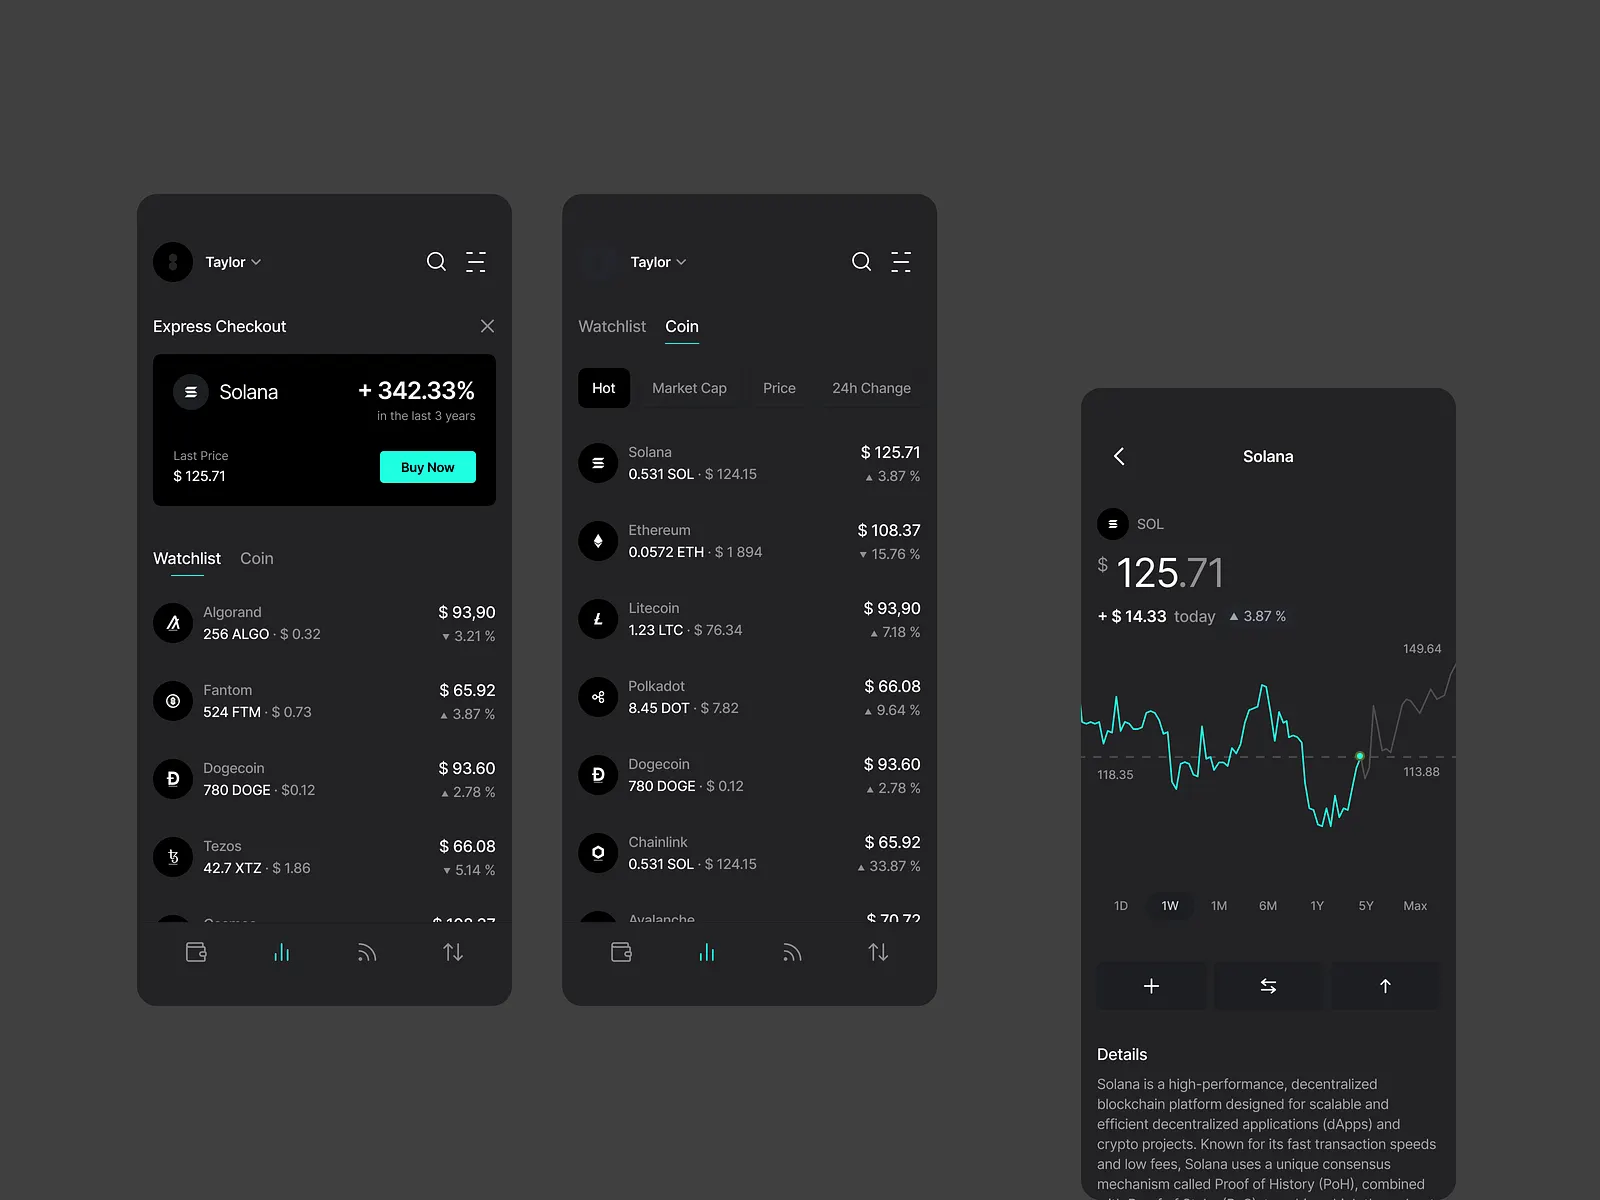 Taylor
Express Checkout
Solana
+ 342.33%
in the last 3 years
Last Price
$ 125.71
Buy Now
Watchlist Coin
Algorand $ 93,90
256 ALGO · $ 0.32 ▼ 3.21 %
Fantom $ 65.92
524 FTM · $ 0.73 ▲ 3.87 %
Dogecoin $ 93.60
780 DOGE · $0.12 ▲ 2.78 %
Tezos $ 66.08
42.7 XTZ · $ 1.86 ▼ 5.14 %
Cosmos $ 108.37
Taylor
Watchlist Coin
Hot Market Cap Price 24h Change
Solana $ 125.71
0.531 SOL · $ 124.15 ▲ 3.87 %
Ethereum $ 108.37
0.0572 ETH · $ 1 894 ▼ 15.76 %
Litecoin $ 93,90
1.23 LTC · $ 76.34 ▲ 7.18 %
Polkadot $ 66.08
8.45 DOT · $ 7.82 ▲ 9.64 %
Dogecoin $ 93.60
780 DOGE · $ 0.12 ▲ 2.78 %
Chainlink $ 65.92
0.531 SOL · $ 124.15 ▲ 33.87 %
Avalanche $ 70.72
Solana
SOL
$ 125.71
+ $ 14.33 today ▲ 3.87 %
149.64
118.35
113.88
1D 1W 1M 6M 1Y 5Y Max
Details
Solana is a high-performance, decentralized
blockchain platform designed for scalable and
efficient decentralized applications (dApps) and
crypto projects. Known for its fast transaction speeds
and low fees, Solana uses a unique consensus
mechanism called Proof of History (PoH), combined